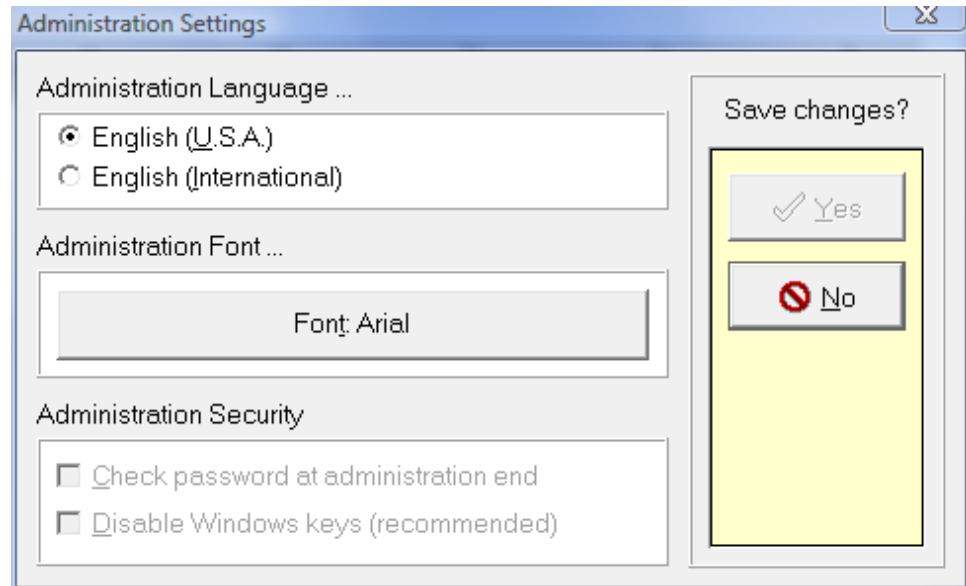 Administration Settings
Administration Language ...
English (U.S.A.)
English (International)
Administration Font ...
Font: Arial
Administration Security
Check password at administration end
Disable Windows keys (recommended)
Save changes?
Yes
No